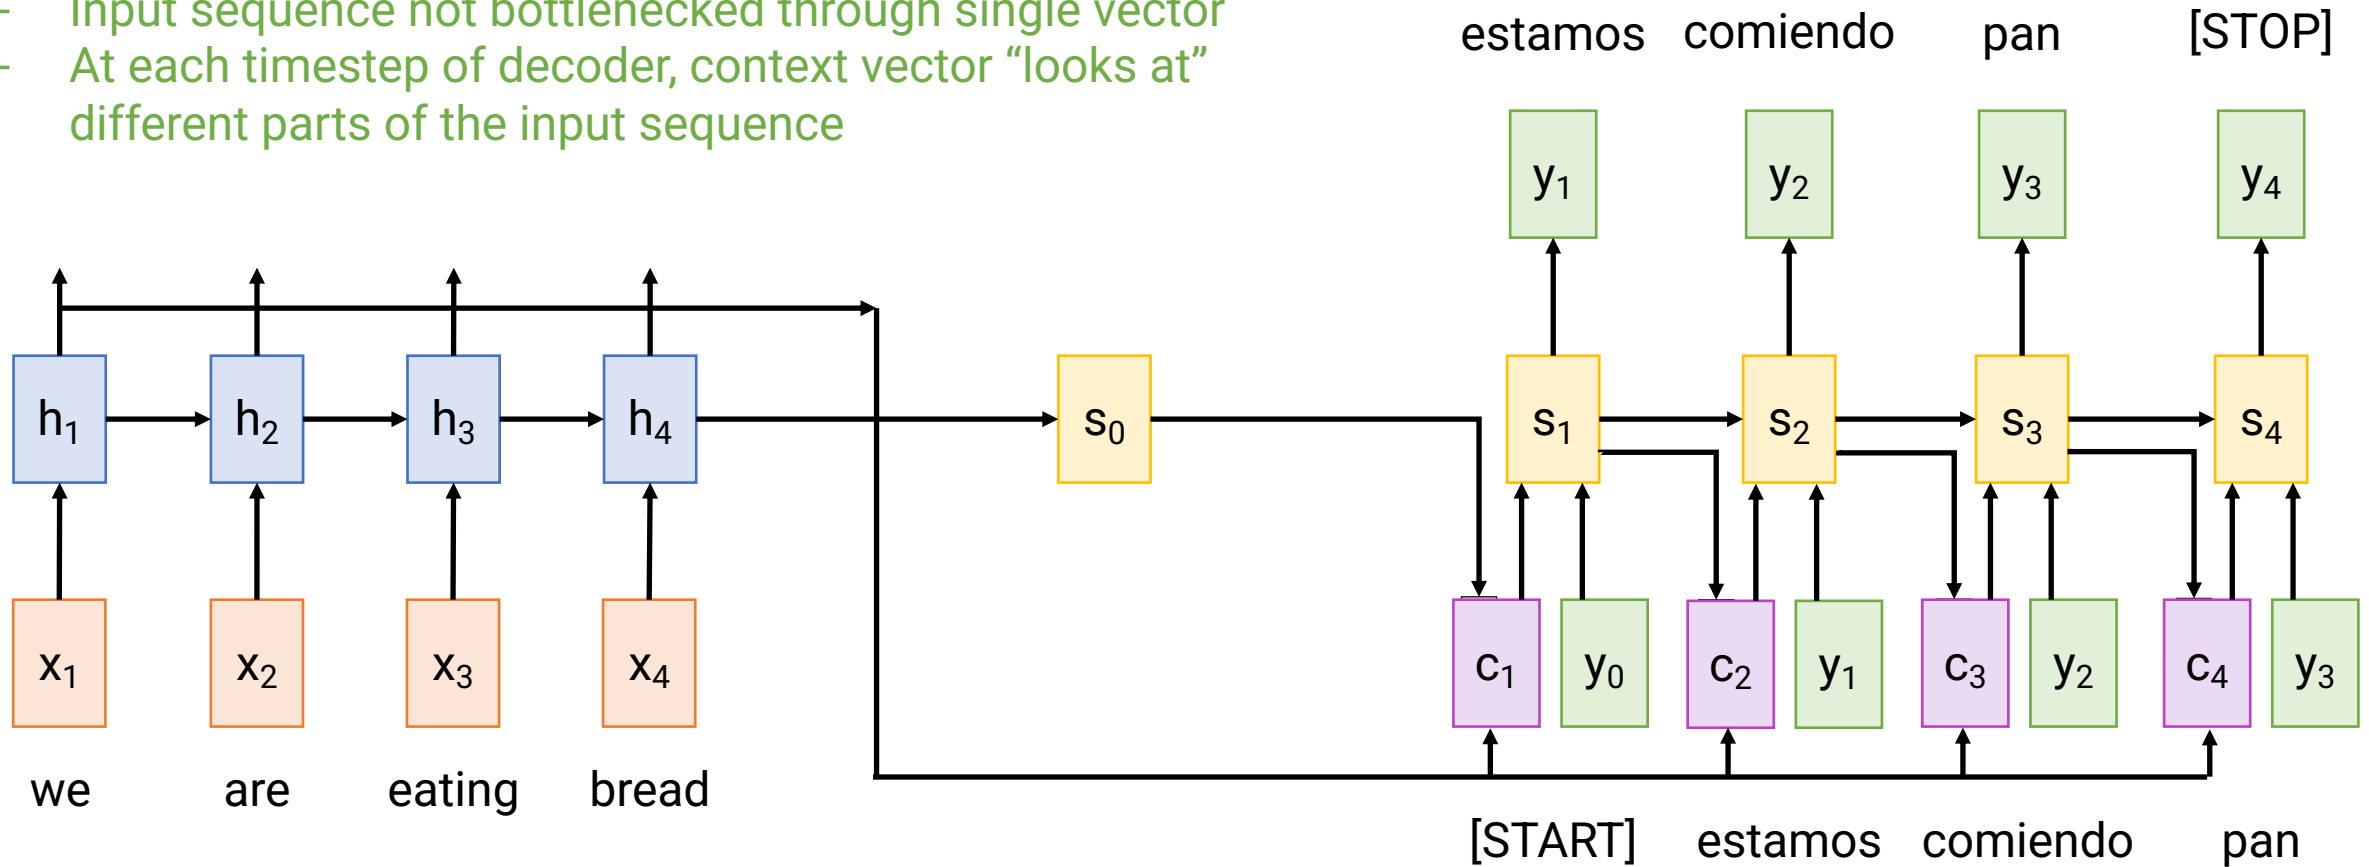 - Input sequence not bottlenecked through single vector
- At each timestep of decoder, context vector “looks at”
different parts of the input sequence
estamos comiendo pan [STOP]
y1 y2 y3 y4
h1 h2 h3 h4 s0 s1 s2 s3 s4
x1 x2 x3 x4 c1 y0 c2 y1 c3 y2 c4 y3
we are eating bread
[START] estamos comiendo pan